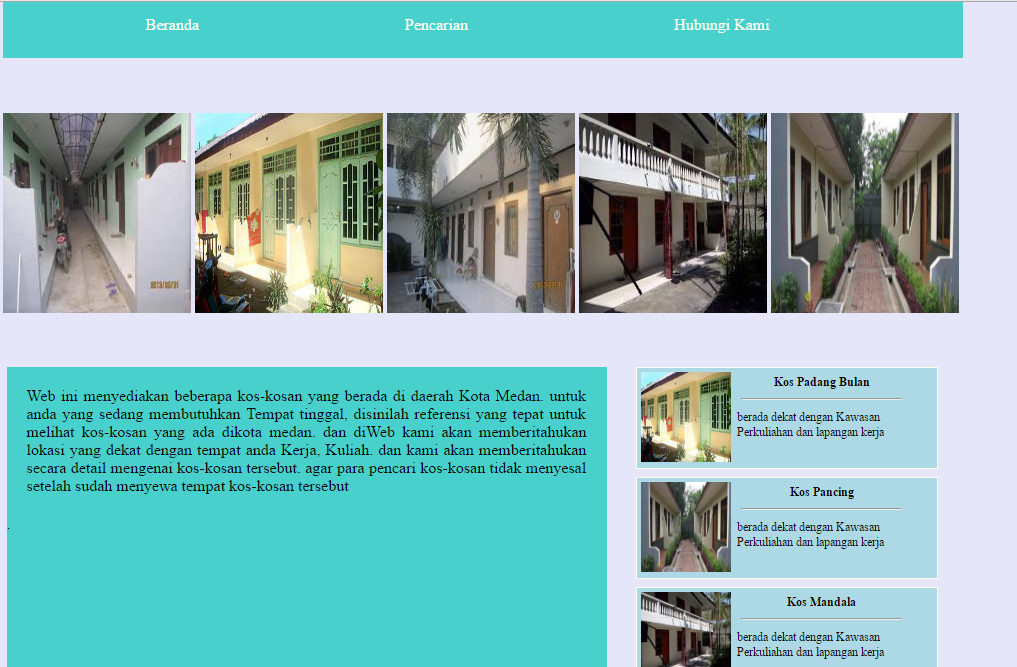 Beranda Pencarian Hubungi Kami
2013/03/31
Web ini menyediakan beberapa kos-kosan yang berada di daerah Kota Medan. untuk
anda yang sedang membutuhkan Tempat tinggal, disinilah referensi yang tepat untuk
melihat kos-kosan yang ada dikota medan. dan diWeb kami akan memberitahukan
lokasi yang dekat dengan tempat anda Kerja, Kuliah. dan kami akan memberitahukan
secara detail mengenai kos-kosan tersebut. agar para pencari kos-kosan tidak menyesal
setelah sudah menyewa tempat kos-kosan tersebut
.
Kos Padang Bulan
berada dekat dengan Kawasan
Perkuliahan dan lapangan kerja
Kos Pancing
berada dekat dengan Kawasan
Perkuliahan dan lapangan kerja
Kos Mandala
berada dekat dengan Kawasan
Perkuliahan dan lapangan kerja